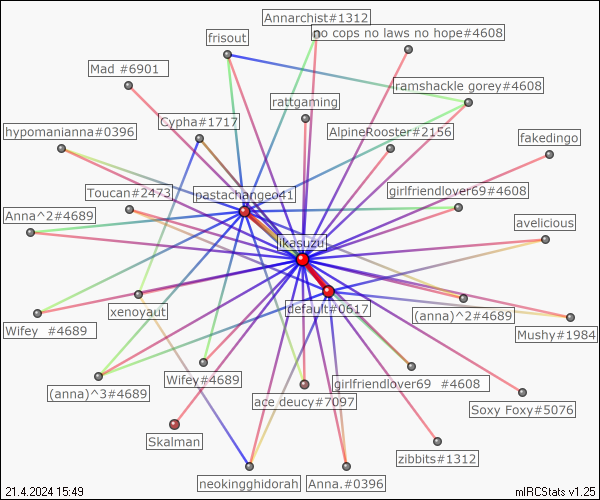 Annarchist#1312
no cops no laws no hope#4608
frisout
Mad #6901
ramshackle gorey#4608
rattgaming
Cypha#1717
hypomanianna#0396
AlpineRooster#2156
fakedingo
Toucan#2473
pastachangeo41
girlfriendlover69#4608
Anna^2#4689
avelicious
ikasuzu
xenoyaut
default#0617
(anna)^2#4689
Wifey #4689
Mushy#1984
Wifey#4689
girlfriendlover69 #4608
(anna)^3#4689
ace deucy#7097
Soxy Foxy#5076
Skalman
zibbits#1312
neokingghidorah
Anna.#0396
21.4.2024 15:49
mIRCStats v1.25